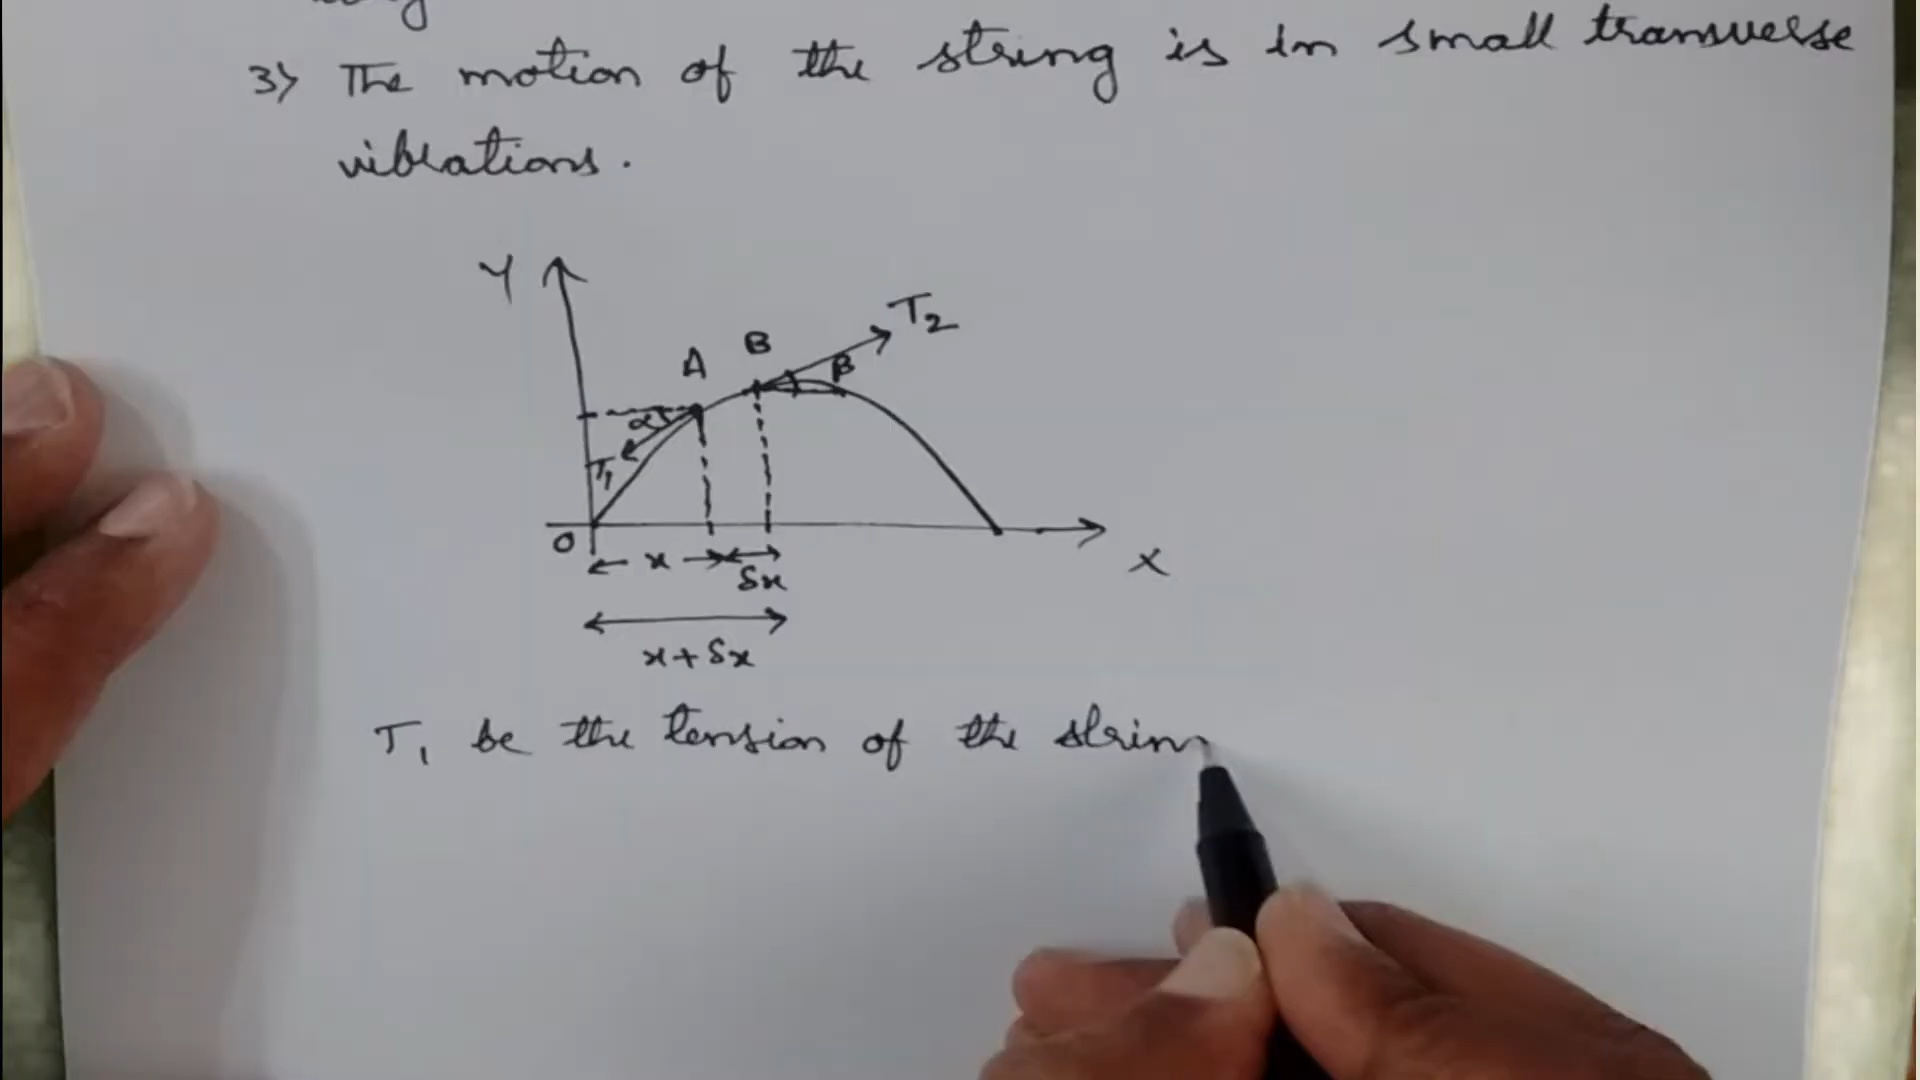 3) The motion of the string is in small transverse
vibrations.
Y
T₂
B
A
β
α
T₁
O
x
δx
X
x+δx
T₁ be the tension of the strin